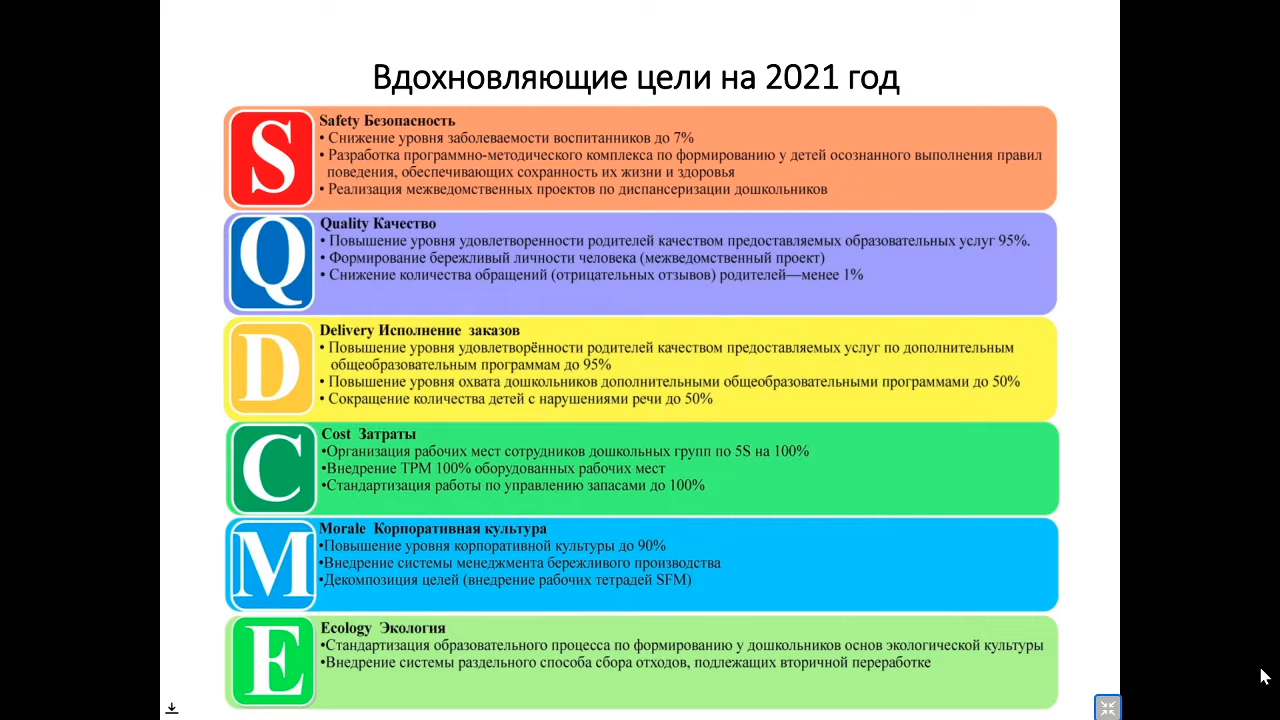 Вдохновляющие цели на 2021 год
S
Safety Безопасность
• Снижение уровня заболеваемости воспитанников до 7%
• Разработка программно-методического комплекса по формированию у детей осознанного выполнения правил
поведения, обеспечивающих сохранность их жизни и здоровья
• Реализация межведомственных проектов по диспансеризации дошкольников
Q
Quality Качество
• Повышение уровня удовлетворенности родителей качеством предоставляемых образовательных услуг 95%.
• Формирование бережливый личности человека (межведомственный проект)
• Снижение количества обращений (отрицательных отзывов) родителей—менее 1%
D
Delivery Исполнение заказов
• Повышение уровня удовлетворённости родителей качеством предоставляемых услуг по дополнительным
общеобразовательным программам до 95%
• Повышение уровня охвата дошкольников дополнительными общеобразовательными программами до 50%
• Сокращение количества детей с нарушениями речи до 50%
C
Cost Затраты
•Организация рабочих мест сотрудников дошкольных групп по 5S на 100%
•Внедрение ТРМ 100% оборудованных рабочих мест
•Стандартизация работы по управлению запасами до 100%
M
Morale Корпоративная культура
•Повышение уровня корпоративной культуры до 90%
•Внедрение системы менеджмента бережливого производства
•Декомпозиция целей (внедрение рабочих тетрадей SFM)
E
Ecology Экология
•Стандартизация образовательного процесса по формированию у дошкольников основ экологической культуры
•Внедрение системы раздельного способа сбора отходов, подлежащих вторичной переработке